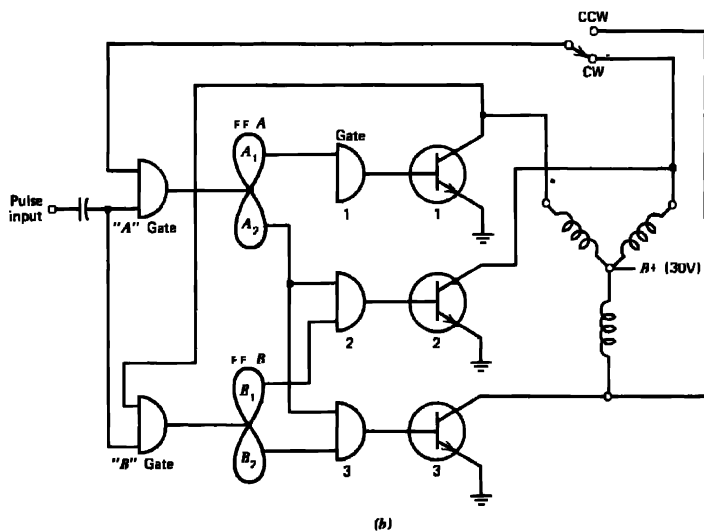 CCW
CW
FF A
A1
A2
Gate
1
1
Pulse
input
"A" Gate
B+ (30V)
2
2
FF B
B1
B2
"B" Gate
3
3
(b)